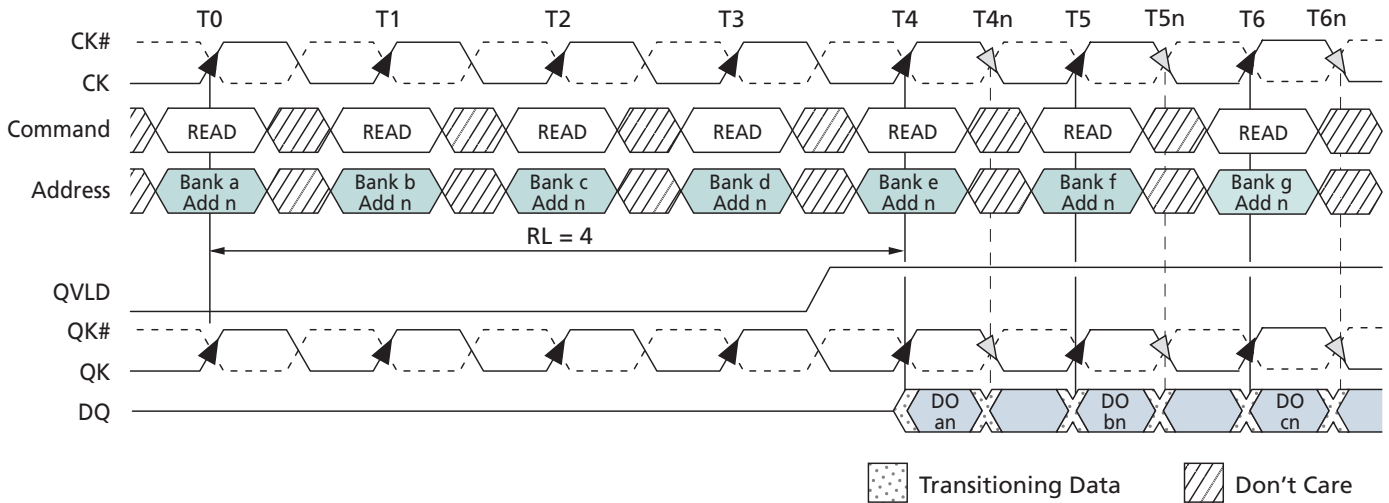 T0 T1 T2 T3 T4 T4n T5 T5n T6 T6n
CK#
CK
Command READ READ READ READ READ READ READ
Address Bank a Bank b Bank c Bank d Bank e Bank f Bank g
Add n Add n Add n Add n Add n Add n Add n
RL = 4
QVLD
QK#
QK
DQ DO DO DO
an bn cn
Transitioning Data Don't Care